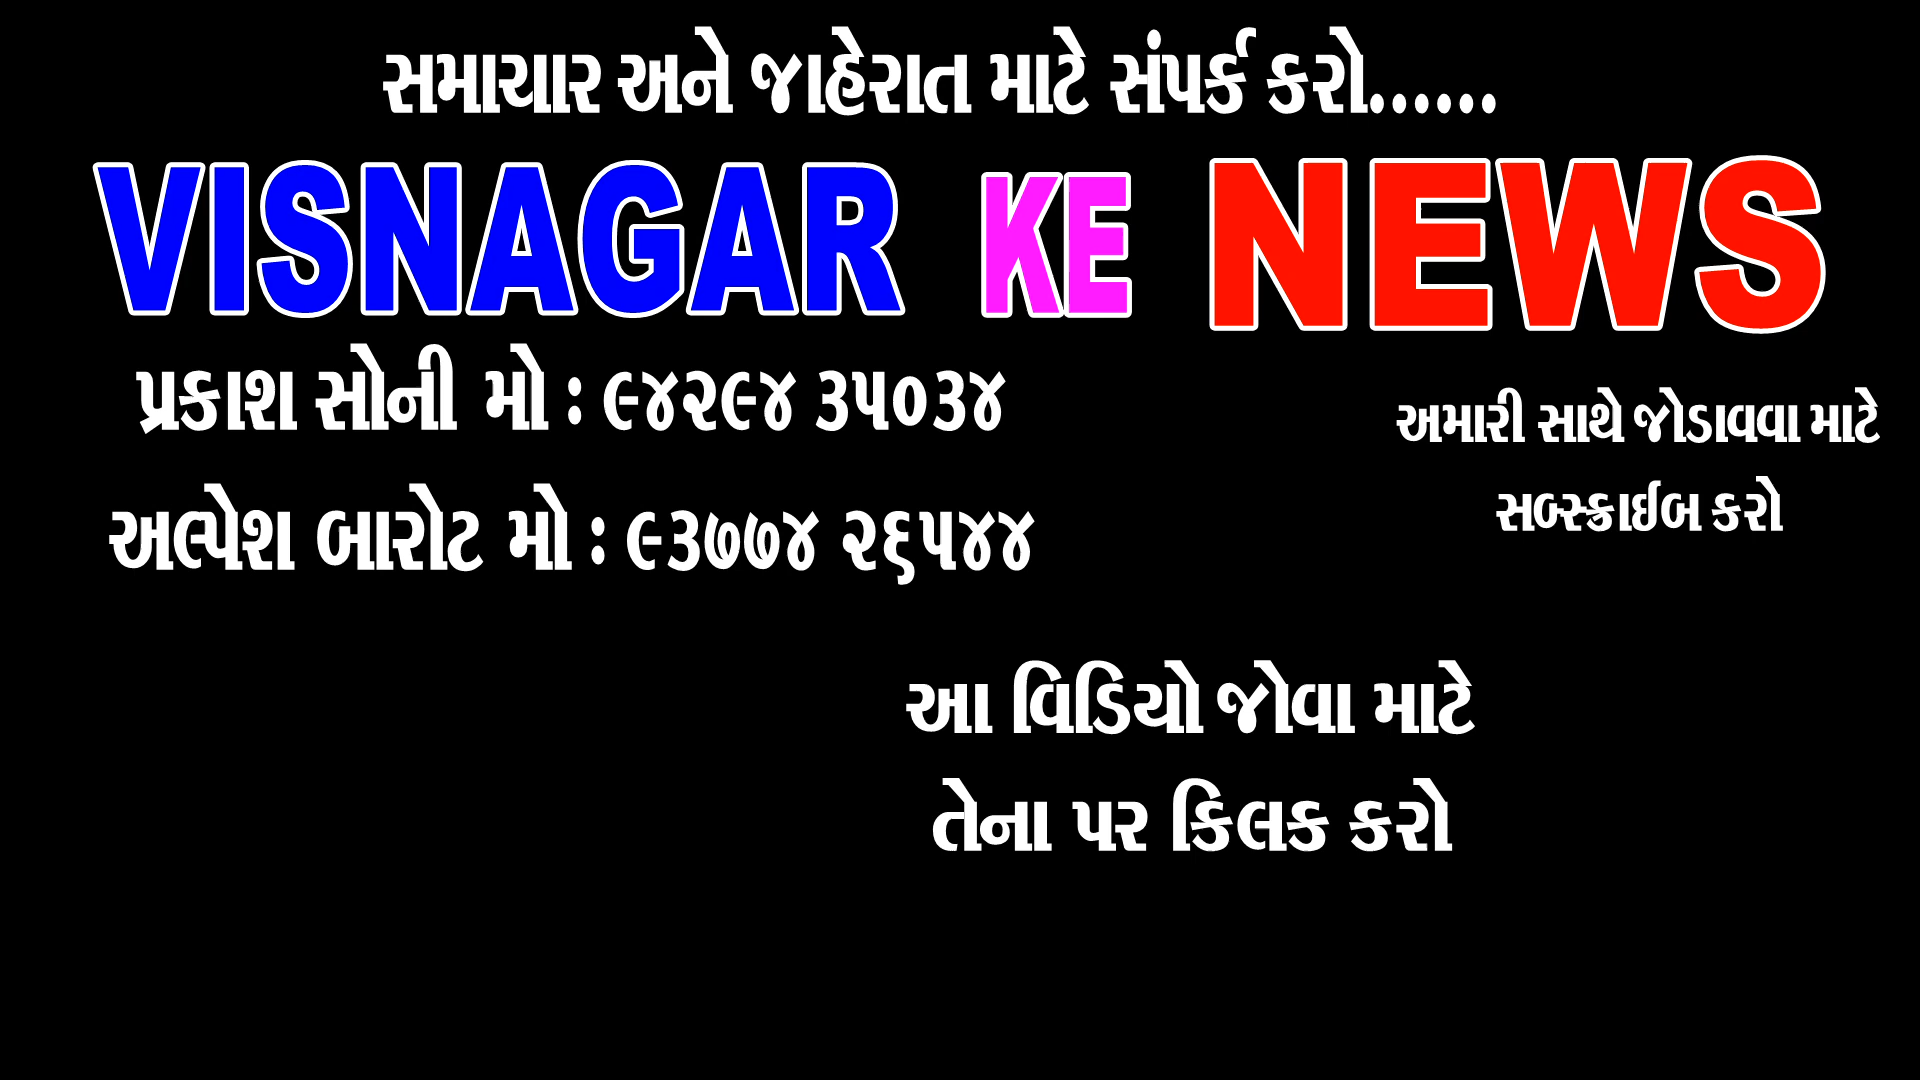 સમાચાર અને જાહેરાત માટે સંપર્ક કરો......
VISNAGAR KE NEWS
પ્રકાશ સોની મો : ૯૪૨૯૪ ૩૫૦૩૪
અલ્પેશ બારોટ મો : ૯૩૭૭૪ ૨૬૫૪૪
અમારી સાથે જોડાવવા માટે
સબ્સ્ક્રાઈબ કરો
આ વિડિયો જોવા માટે
તેના પર કિલક કરો